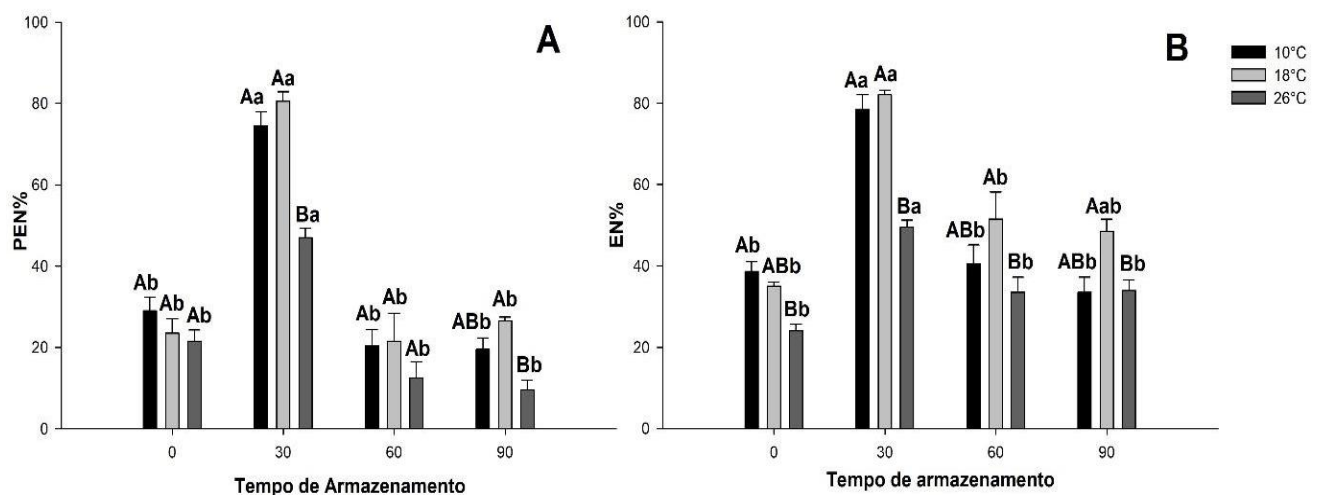 A
PEN%
100
80
60
40
20
0
Ab Ab Ab
Aa Aa Ba
Ab Ab Ab
ABb Ab Bb
0 30 60 90
Tempo de Armazenamento
B
EN%
100
80
60
40
20
0
Ab ABb Bb
Aa Aa Ba
ABb Ab Bb
ABb Aab Bb
0 30 60 90
Tempo de armazenamento
10°C
18°C
26°C